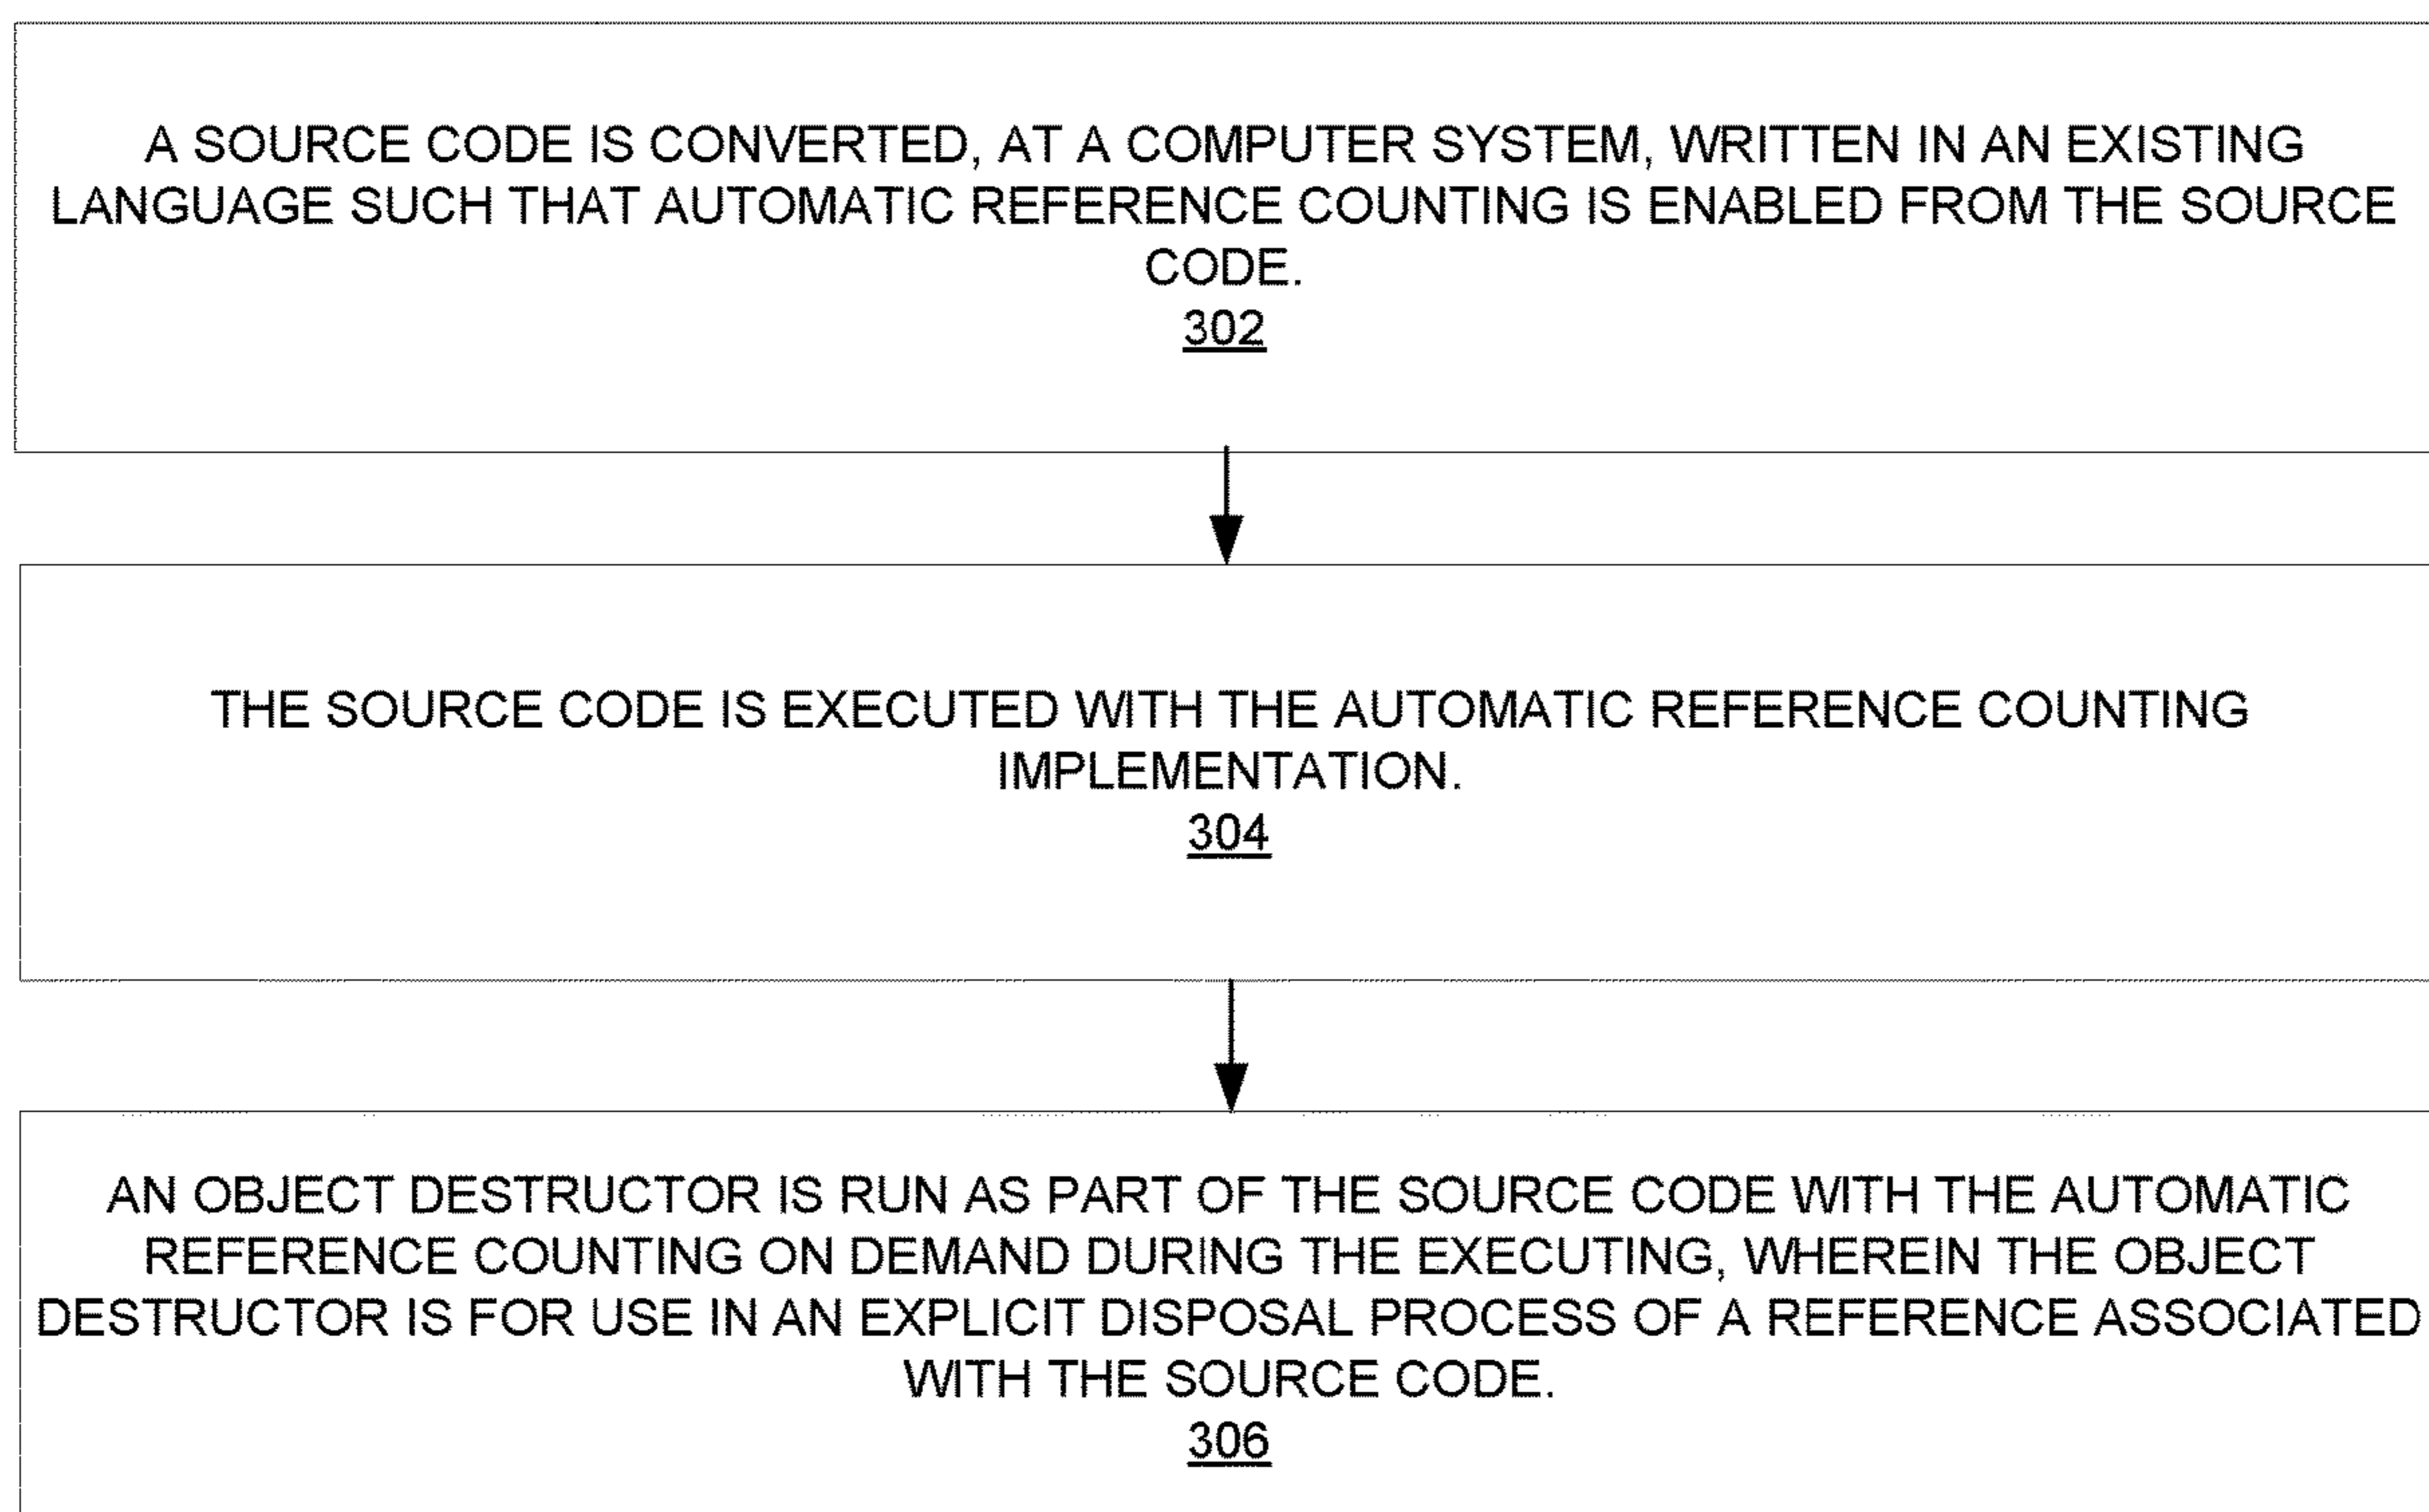 A SOURCE CODE IS CONVERTED, AT A COMPUTER SYSTEM, WRITTEN IN AN EXISTING
LANGUAGE SUCH THAT AUTOMATIC REFERENCE COUNTING IS ENABLED FROM THE SOURCE
CODE.
302
THE SOURCE CODE IS EXECUTED WITH THE AUTOMATIC REFERENCE COUNTING
IMPLEMENTATION.
304
AN OBJECT DESTRUCTOR IS RUN AS PART OF THE SOURCE CODE WITH THE AUTOMATIC
REFERENCE COUNTING ON DEMAND DURING THE EXECUTING, WHEREIN THE OBJECT
DESTRUCTOR IS FOR USE IN AN EXPLICIT DISPOSAL PROCESS OF A REFERENCE ASSOCIATED
WITH THE SOURCE CODE.
306